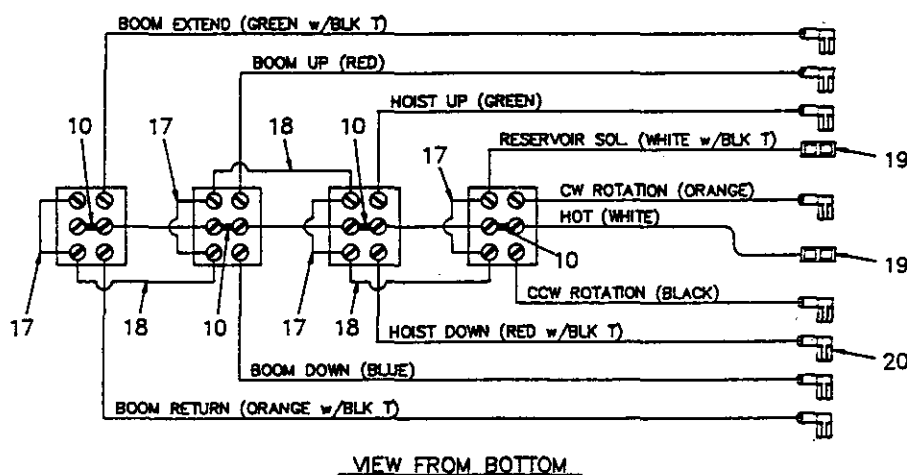 BOOM EXTEND (GREEN w/BLK T)
BOOM UP (RED)
HOIST UP (GREEN)
10
17
18
10
17
RESERVOIR SOL. (WHITE w/BLK T)
19
CW ROTATION (ORANGE)
HOT (WHITE)
10
19
17
18
10
17
18
CCW ROTATION (BLACK)
HOIST DOWN (RED w/BLK T)
20
BOOM DOWN (BLUE)
BOOM RETURN (ORANGE w/BLK T)
VIEW FROM BOTTOM